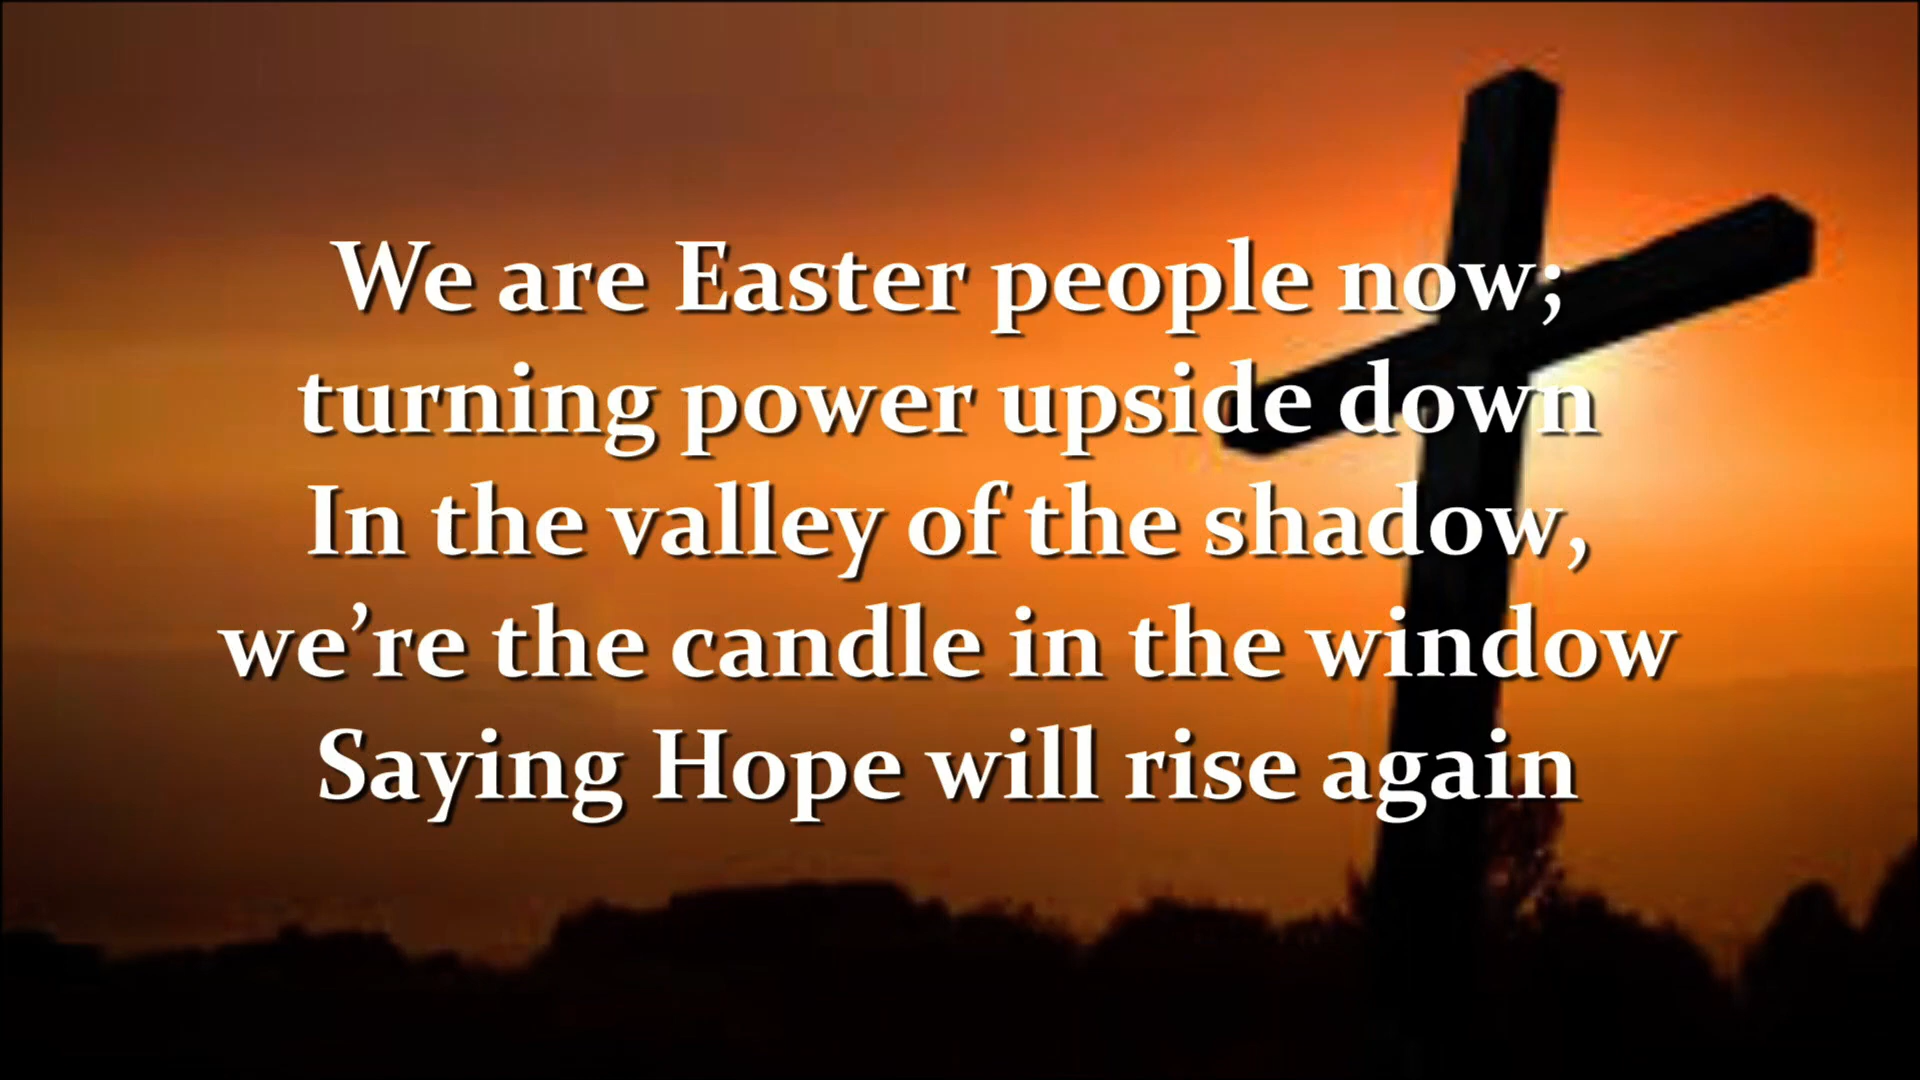 We are Easter people now;
turning power upside down
In the valley of the shadow,
we’re the candle in the window
Saying Hope will rise again